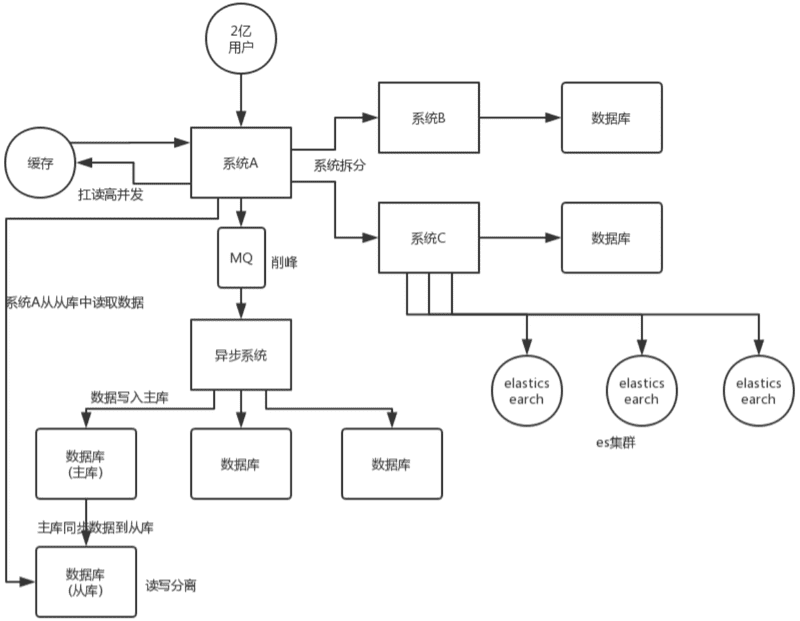 2亿
用户
系统B
数据库
缓存
系统A
系统拆分
扛读高并发
系统C
数据库
MQ
削峰
系统A从从库中读取数据
异步系统
elastics
earch
elastics
earch
elastics
earch
数据写入主库
es集群
数据库
(主库)
数据库
数据库
主库同步数据到从库
数据库
(从库)
读写分离